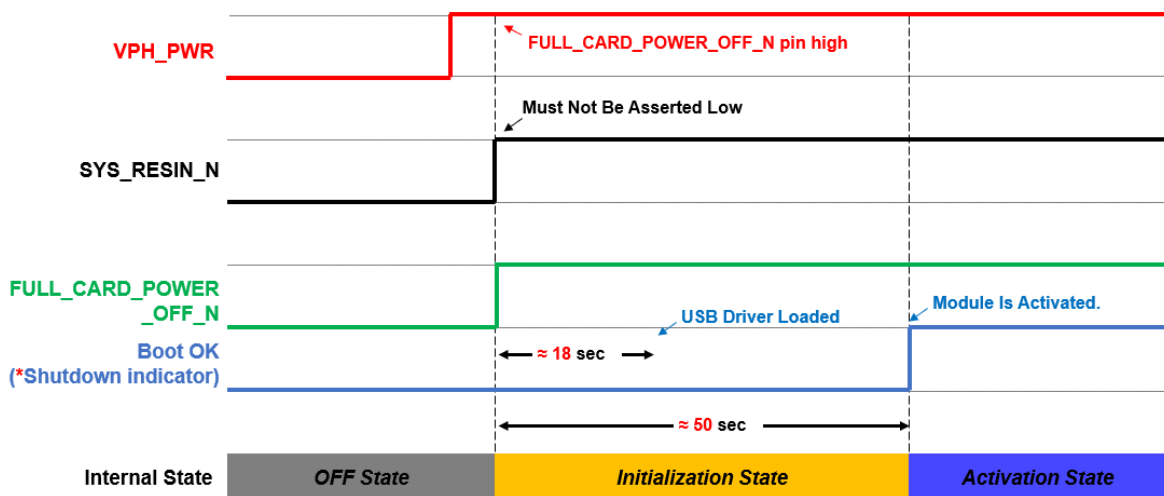 VPH_PWR
FULL_CARD_POWER_OFF_N pin high
Must Not Be Asserted Low
SYS_RESIN_N
FULL_CARD_POWER
_OFF_N
USB Driver Loaded
Module Is Activated.
Boot OK
(*Shutdown indicator)
≈ 18 sec
≈ 50 sec
Internal State
OFF State
Initialization State
Activation State